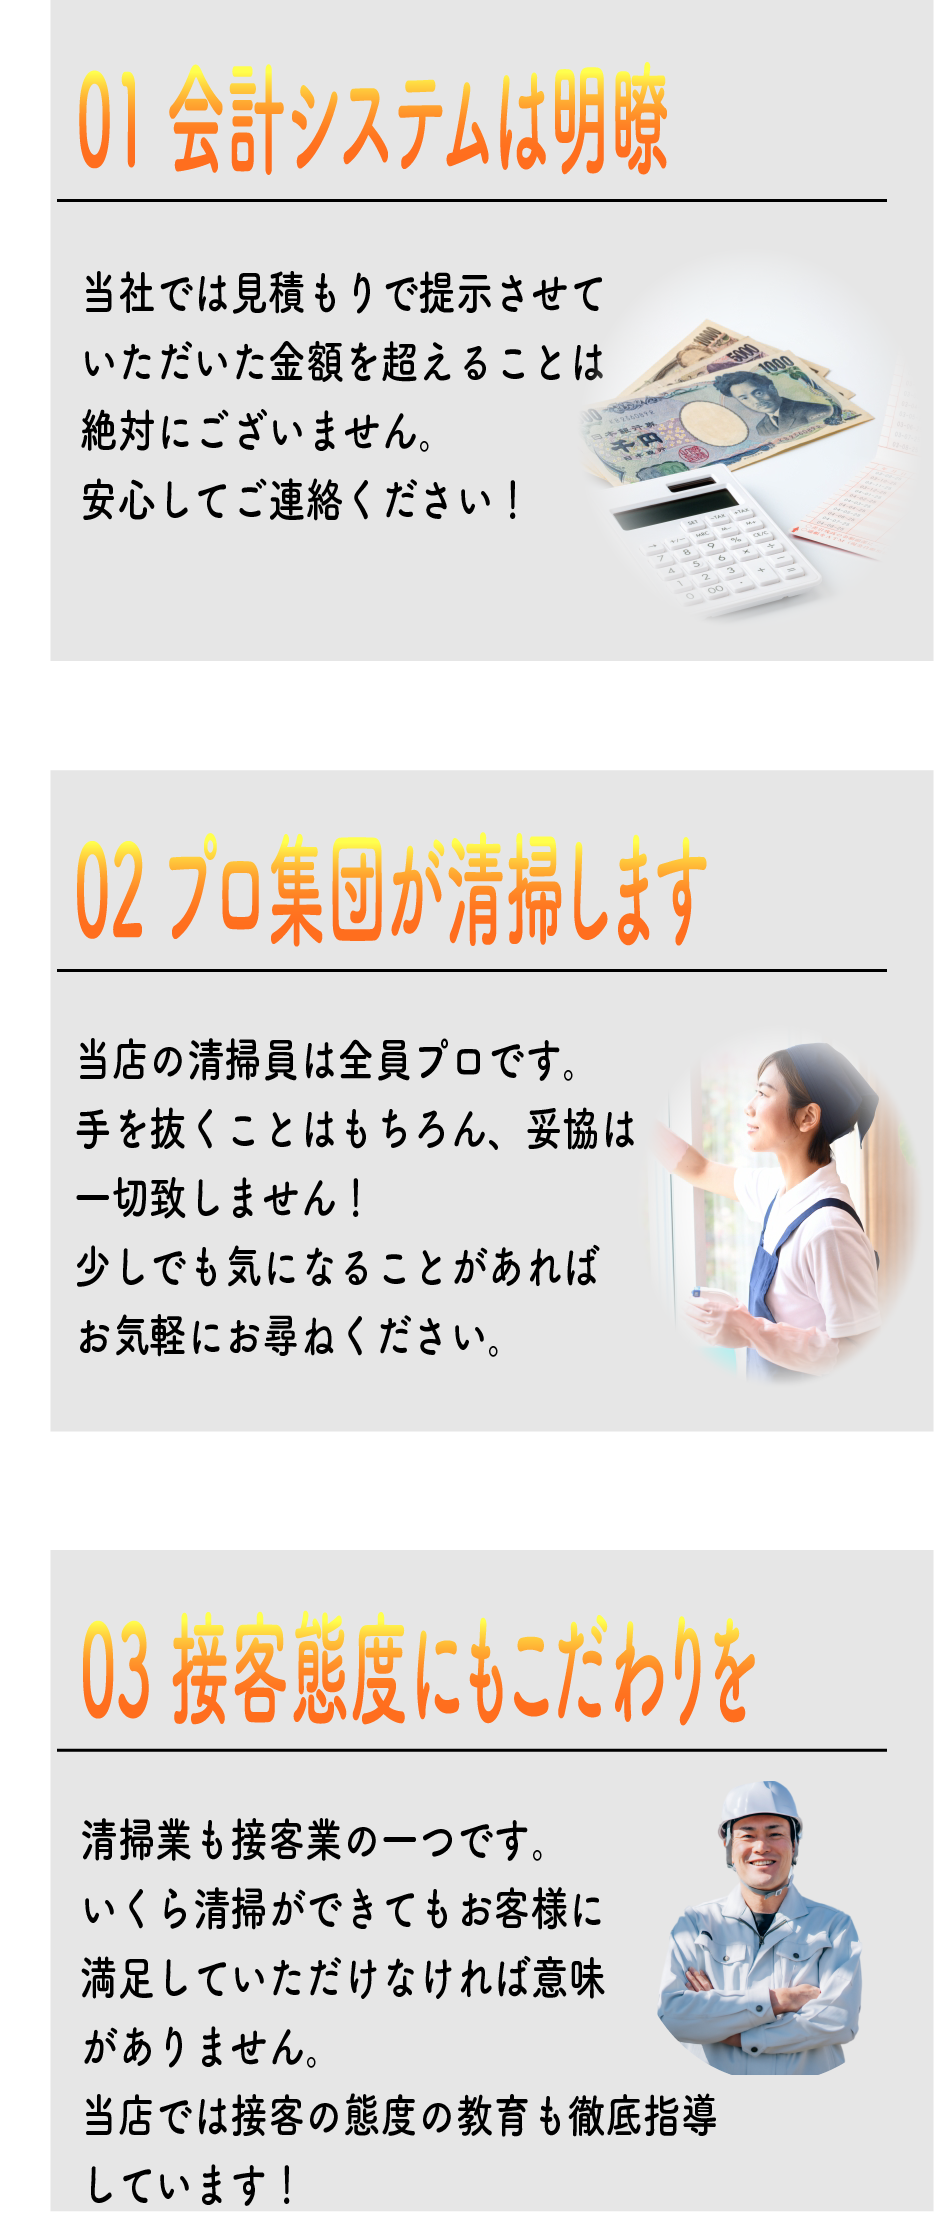 01 会計システムは明瞭
当社では見積もりで提示させて
いただいた金額を超えることは
絶対にございません。
安心してご連絡ください！
10000
5000
1000
日本銀行券
千円
02 プロ集団が清掃します
当店の清掃員は全員プロです。
手を抜くことはもちろん、妥協は
一切致しません！
少しでも気になることがあれば
お気軽にお尋ねください。
03 接客態度にもこだわりを
清掃業も接客業の一つです。
いくら清掃ができてもお客様に
満足していただけなければ意味
がありません。
当店では接客の態度の教育も徹底指導
しています！